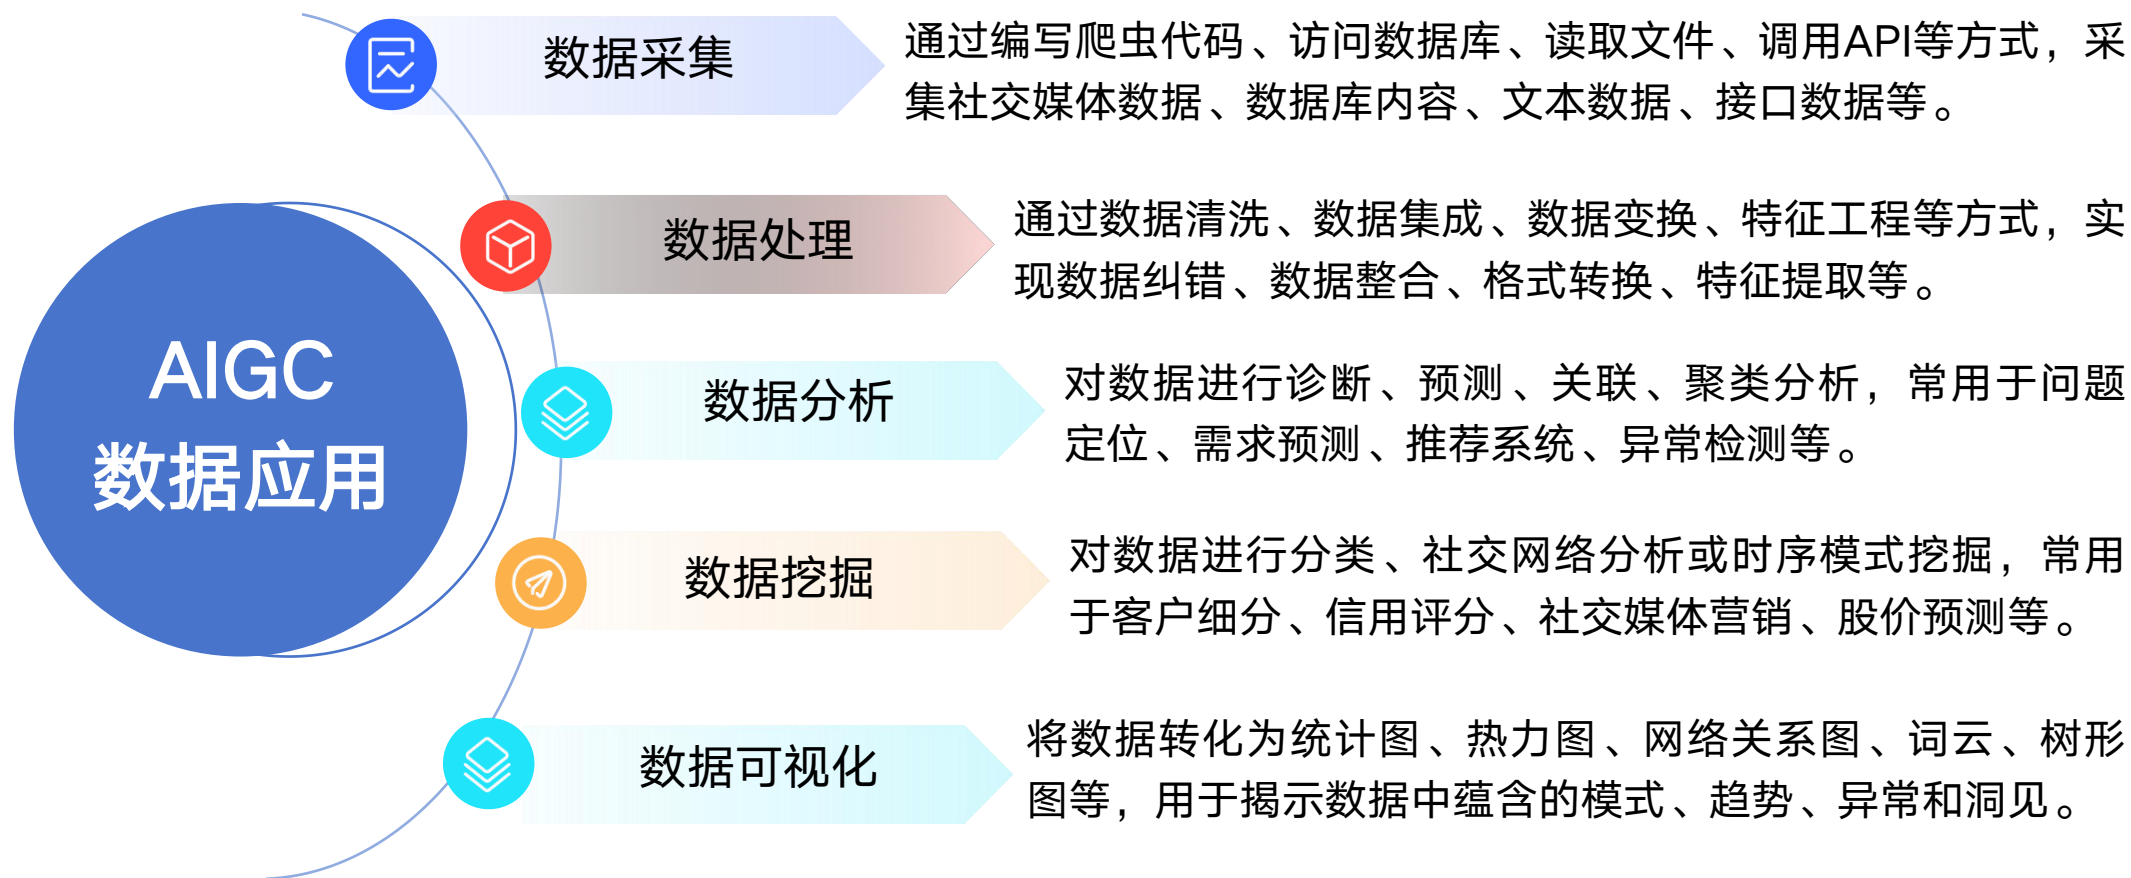 AIGC
数据应用
数据采集
通过编写爬虫代码、访问数据库、读取文件、调用API等方式，采
集社交媒体数据、数据库内容、文本数据、接口数据等。
数据处理
通过数据清洗、数据集成、数据变换、特征工程等方式，实
现数据纠错、数据整合、格式转换、特征提取等。
数据分析
对数据进行诊断、预测、关联、聚类分析，常用于问题
定位、需求预测、推荐系统、异常检测等。
数据挖掘
对数据进行分类、社交网络分析或时序模式挖掘，常用
于客户细分、信用评分、社交媒体营销、股价预测等。
数据可视化
将数据转化为统计图、热力图、网络关系图、词云、树形
图等，用于揭示数据中蕴含的模式、趋势、异常和洞见。